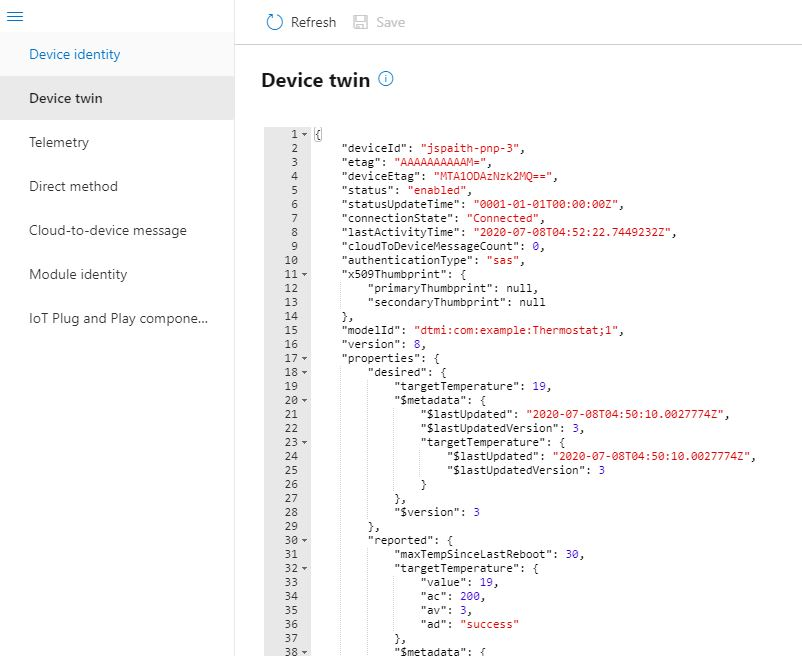 Refresh Save
Device identity
Device twin
Telemetry
Direct method
Cloud-to-device message
Module identity
IoT Plug and Play compone...
Device twin
1 {
2 "deviceId": "jspaith-pnp-3",
3 "etag": "AAAAAAAAAAM=",
4 "deviceEtag": "MTA1ODAzNzk2MQ==",
5 "status": "enabled",
6 "statusUpdateTime": "0001-01-01T00:00:00Z",
7 "connectionState": "Connected",
8 "lastActivityTime": "2020-07-08T04:52:22.7449232Z",
9 "cloudToDeviceMessageCount": 0,
10 "authenticationType": "sas",
11 "x509Thumbprint": {
12 "primaryThumbprint": null,
13 "secondaryThumbprint": null
14 },
15 "modelId": "dtmi:com:example:Thermostat;1",
16 "version": 8,
17 "properties": {
18 "desired": {
19 "targetTemperature": 19,
20 "$metadata": {
21 "$lastUpdated": "2020-07-08T04:50:10.0027774Z",
22 "$lastUpdatedVersion": 3,
23 "targetTemperature": {
24 "$lastUpdated": "2020-07-08T04:50:10.0027774Z",
25 "$lastUpdatedVersion": 3
26 }
27 },
28 "$version": 3
29 },
30 "reported": {
31 "maxTempSinceLastReboot": 30,
32 "targetTemperature": {
33 "value": 19,
34 "ac": 200,
35 "av": 3,
36 "ad": "success"
37 },
38 "$metadata": {